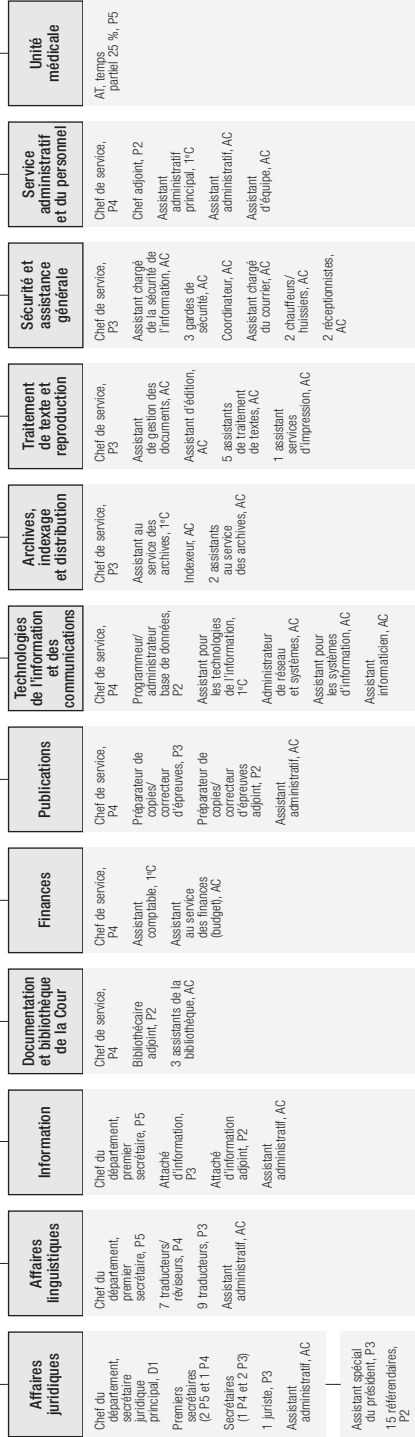 Affaires
juridiques
Chef du
département,
secrétaire
juridique
principal, D1
Premiers
secrétaires
(2 P5 et 1 P4
Secrétaires
(1 P4 et 2 P3)
1 juriste, P3
Assistant
administratif, AC
Assistant spécial
du président, P3
15 référendaires,
P2
Affaires
linguistiques
Chef du
département,
premier
secrétaire, P5
7 traducteurs/
réviseurs, P4
9 traducteurs, P3
Assistant
administratif, AC
Information
Chef du
département,
premier
secrétaire, P5
Attaché
d'information,
P3
Attaché
d'information
adjoint, P2
Assistant
administratif, AC
Documentation
et bibliothèque
de la Cour
Chef de service,
P4
Bibliothécaire
adjoint, P2
3 assistants de la
bibliothèque, AC
Finances
Chef de service,
P4
Assistant
comptable, 1ºC
Assistant
au service
des finances
(budget), AC
Publications
Chef de service,
P4
Préparateur de
copies/
correcteur
d'épreuves, P3
Préparateur de
copies/
correcteur
d'épreuves
adjoint, P2
Assistant
administratif, AC
Technologies
de l'information
et des
communications
Chef de service,
P4
Programmeur/
administrateur
base de données,
P2
Assistant pour
les technologies
de l'information,
1ºC
Administrateur
de réseau
et systèmes, AC
Assistant pour
les systèmes
d'information, AC
Assistant
informaticien, AC
Archives,
indexage
et distribution
Chef de service,
P3
Assistant au
service des
archives, 1ºC
Indexeur, AC
2 assistants
au service
des archives, AC
Traitement
de texte et
reproduction
Chef de service,
P3
Assistant
de gestion des
documents, AC
Assistant d'édition,
AC
5 assistants
de traitement
de textes, AC
1 assistant
services
d'impression, AC
Sécurité et
assistance
générale
Chef de service,
P3
Assistant chargé
de la sécurité de
l'information, AC
3 gardes de
sécurité, AC
Coordinateur, AC
Assistant chargé
du courrier, AC
2 chauffeurs/
huissiers, AC
2 réceptionnistes,
AC
Service
administratif
et du personnel
Chef de service,
P4
Chef adjoint, P2
Assistant
administratif
principal, 1ºC
Assistant
administratif, AC
Assistant
d'équipe, AC
Unité
médicale
AT, temps
partiel 25 %, P5